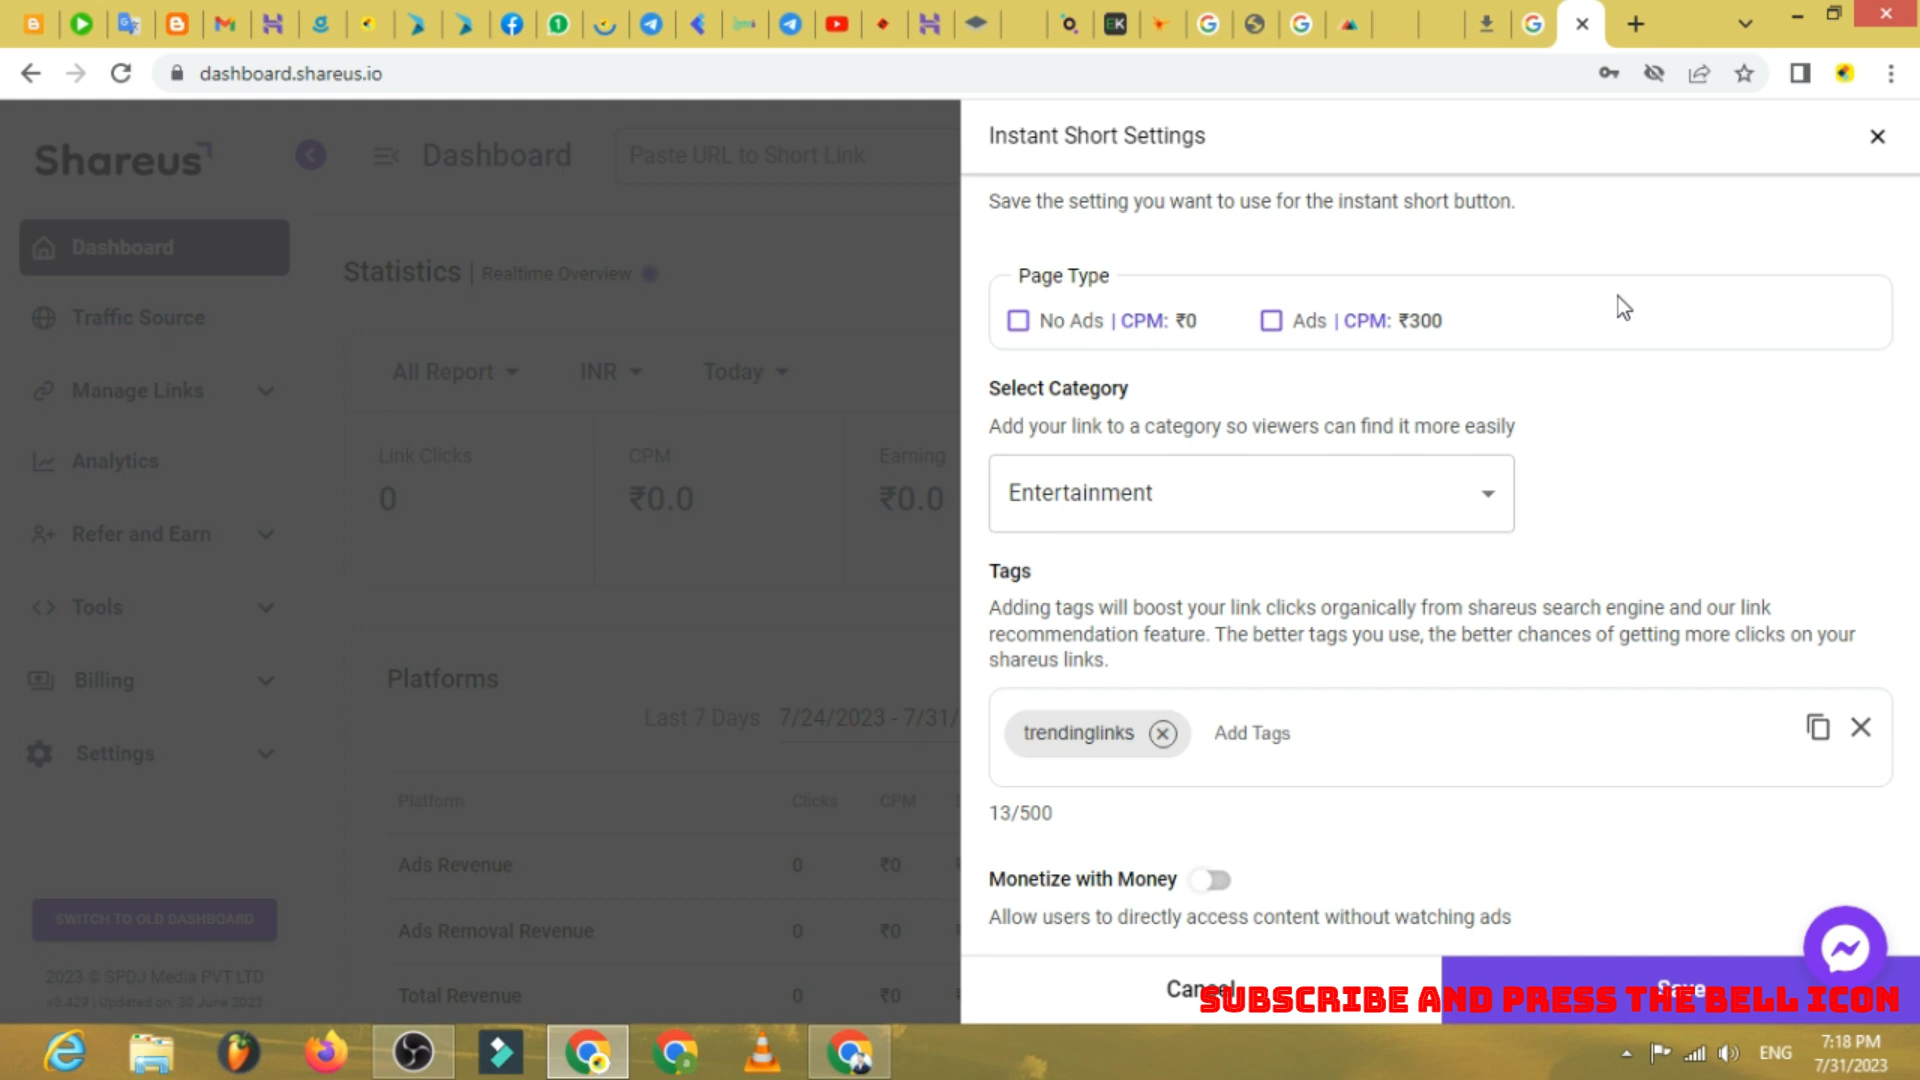 dashboard.shareus.io
Shareus
Dashboard
Paste URL to Short Link
Dashboard
Traffic Source
Manage Links
Analytics
Refer and Earn
Tools
Billing
Settings
SWITCH TO OLD DASHBOARD
2023 © SPDJ Media PVT LTD
v3.429 | Updated on: 30 June 2023
Statistics | Realtime Overview
All Report
INR
Today
Link Clicks
CPM
Earning
0
₹0.0
₹0.0
Platforms
Last 7 Days 7/24/2023 - 7/31/
Platform Clicks CPM
Ads Revenue 0 ₹0
Ads Removal Revenue 0 ₹0
Total Revenue 0 ₹0
Instant Short Settings
Save the setting you want to use for the instant short button.
Page Type
No Ads | CPM: ₹0
Ads | CPM: ₹300
Select Category
Add your link to a category so viewers can find it more easily
Entertainment
Tags
Adding tags will boost your link clicks organically from shareus search engine and our link
recommendation feature. The better tags you use, the better chances of getting more clicks on your
shareus links.
trendinglinks
Add Tags
13/500
Monetize with Money
Allow users to directly access content without watching ads
Cancel
Save
SUBSCRIBE AND PRESS THE BELL ICON
ENG
7:18 PM
7/31/2023